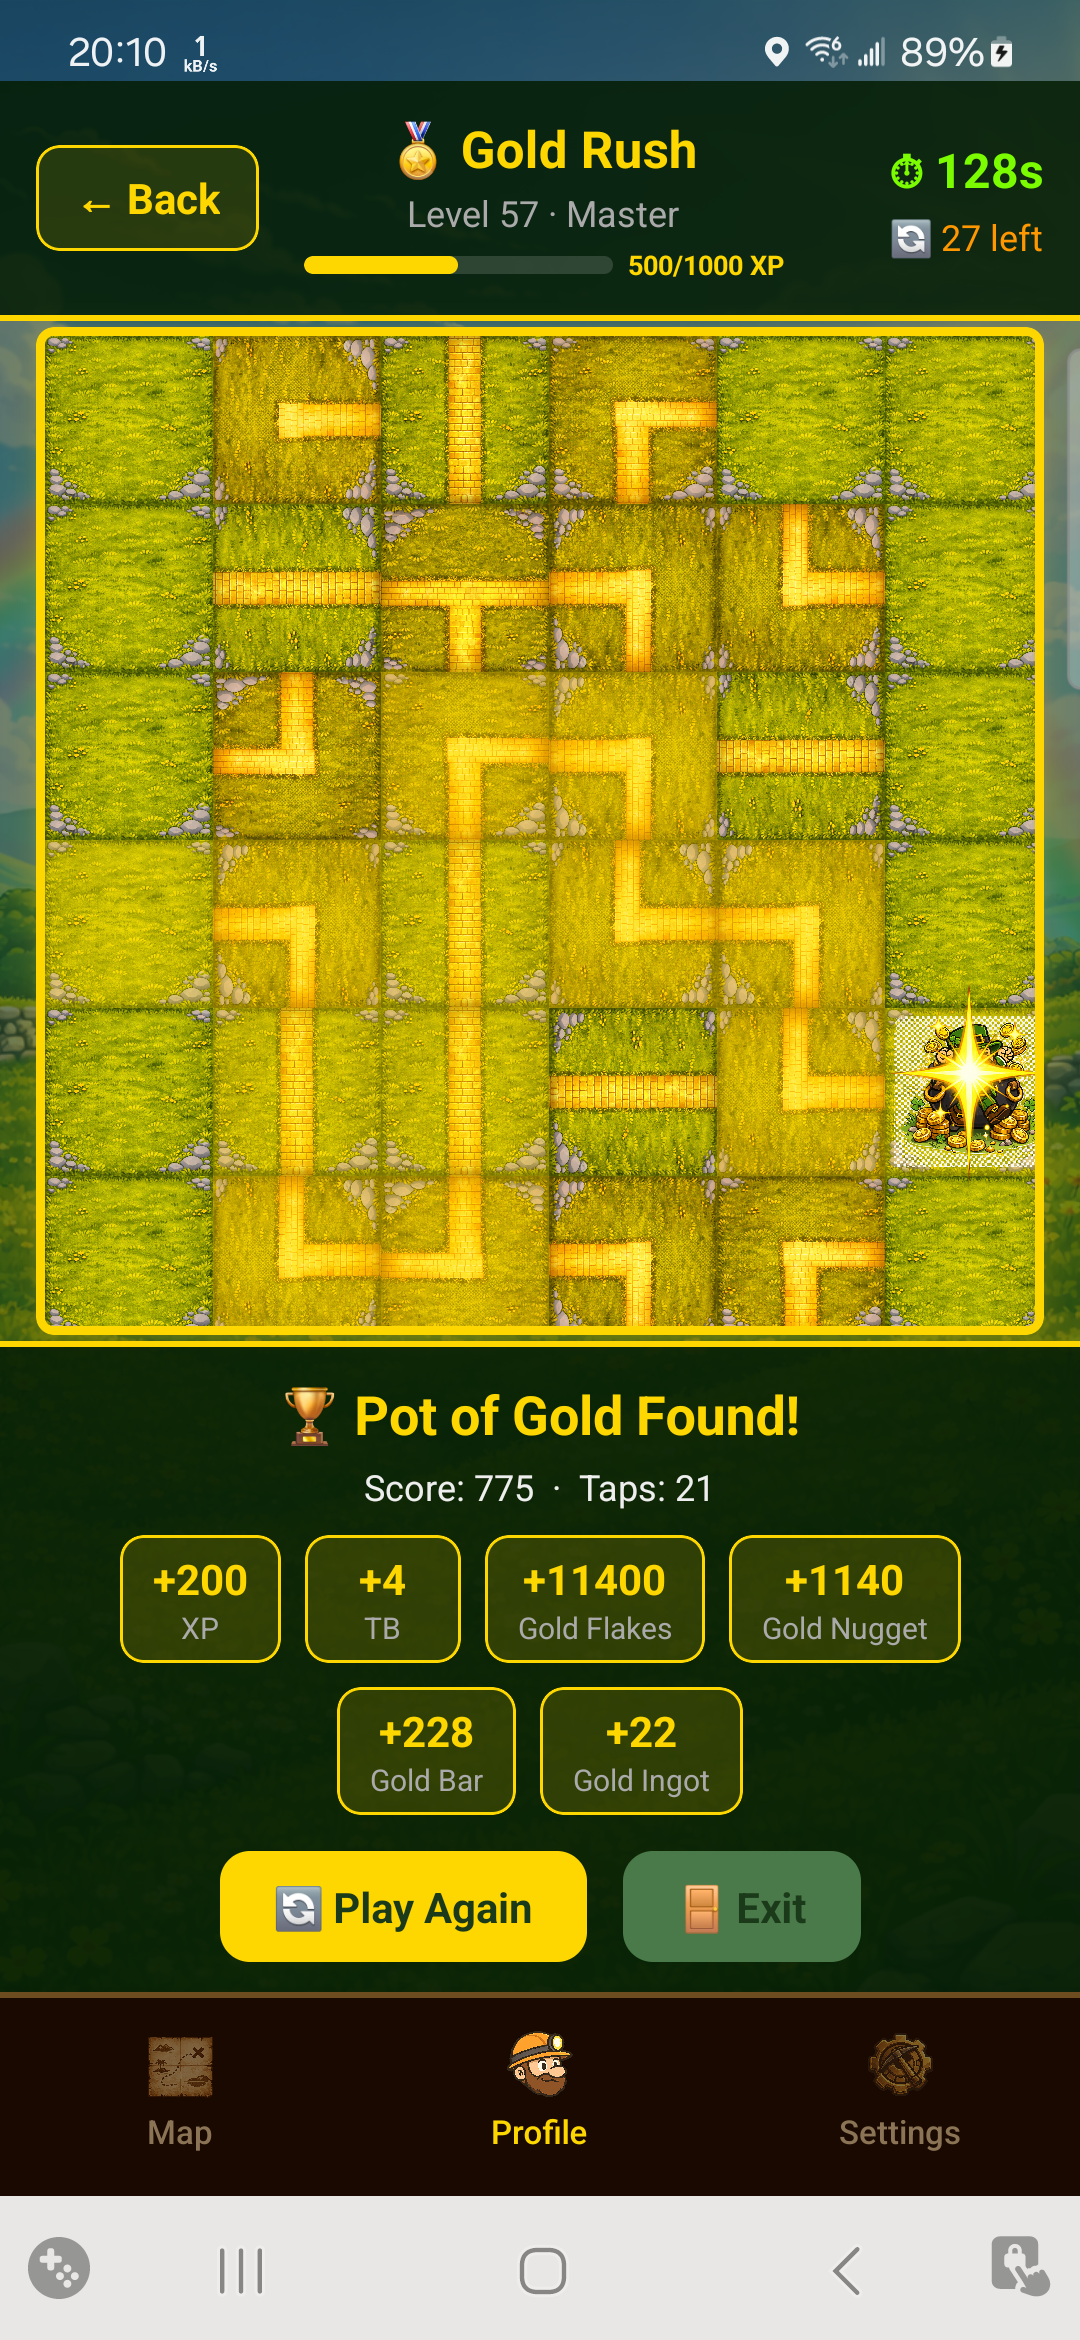 20:10 1 kB/s 6 89%
← Back
Gold Rush
Level 57 · Master
500/1000 XP
128s
27 left
Pot of Gold Found!
Score: 775 · Taps: 21
+200
XP
+4
TB
+11400
Gold Flakes
+1140
Gold Nugget
+228
Gold Bar
+22
Gold Ingot
Play Again
Exit
Map
Profile
Settings